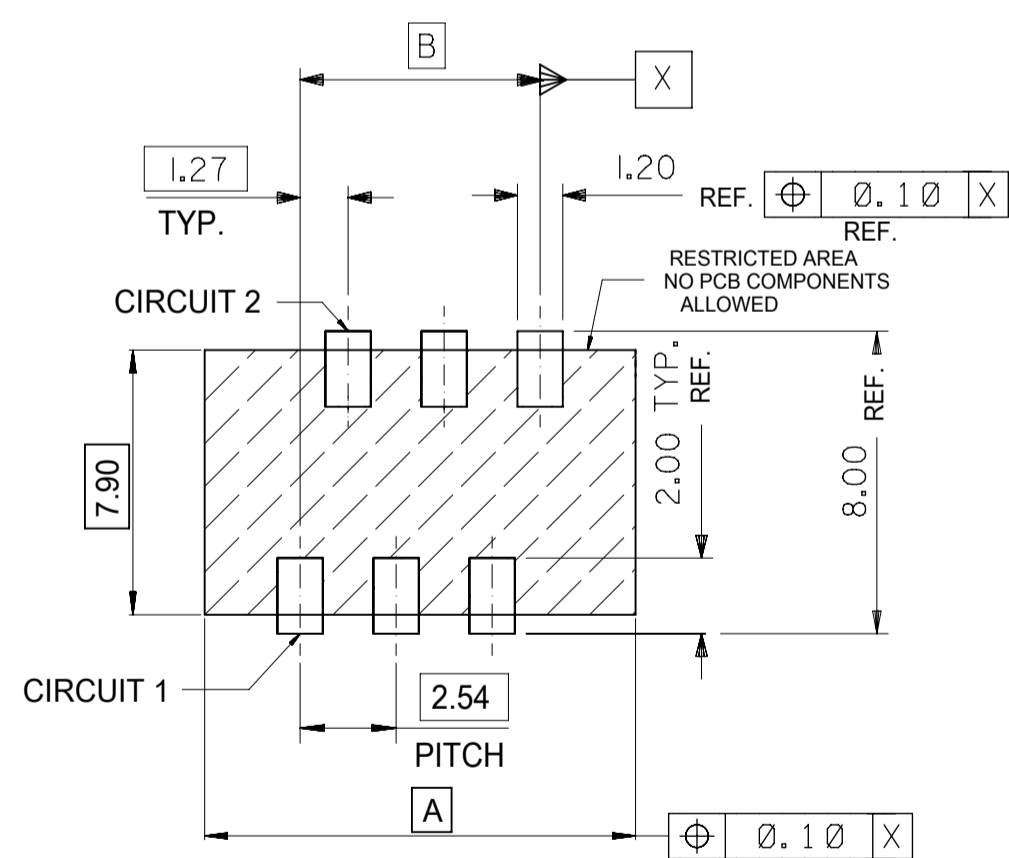 B
X
1.27
TYP.
1.20
REF.
⌖ Ø.10 X
REF.
RESTRICTED AREA
NO PCB COMPONENTS
ALLOWED
CIRCUIT 2
2.00 TYP.
REF.
REF.
8.00
7.90
CIRCUIT 1
2.54
PITCH
A
⌖ Ø.10 X